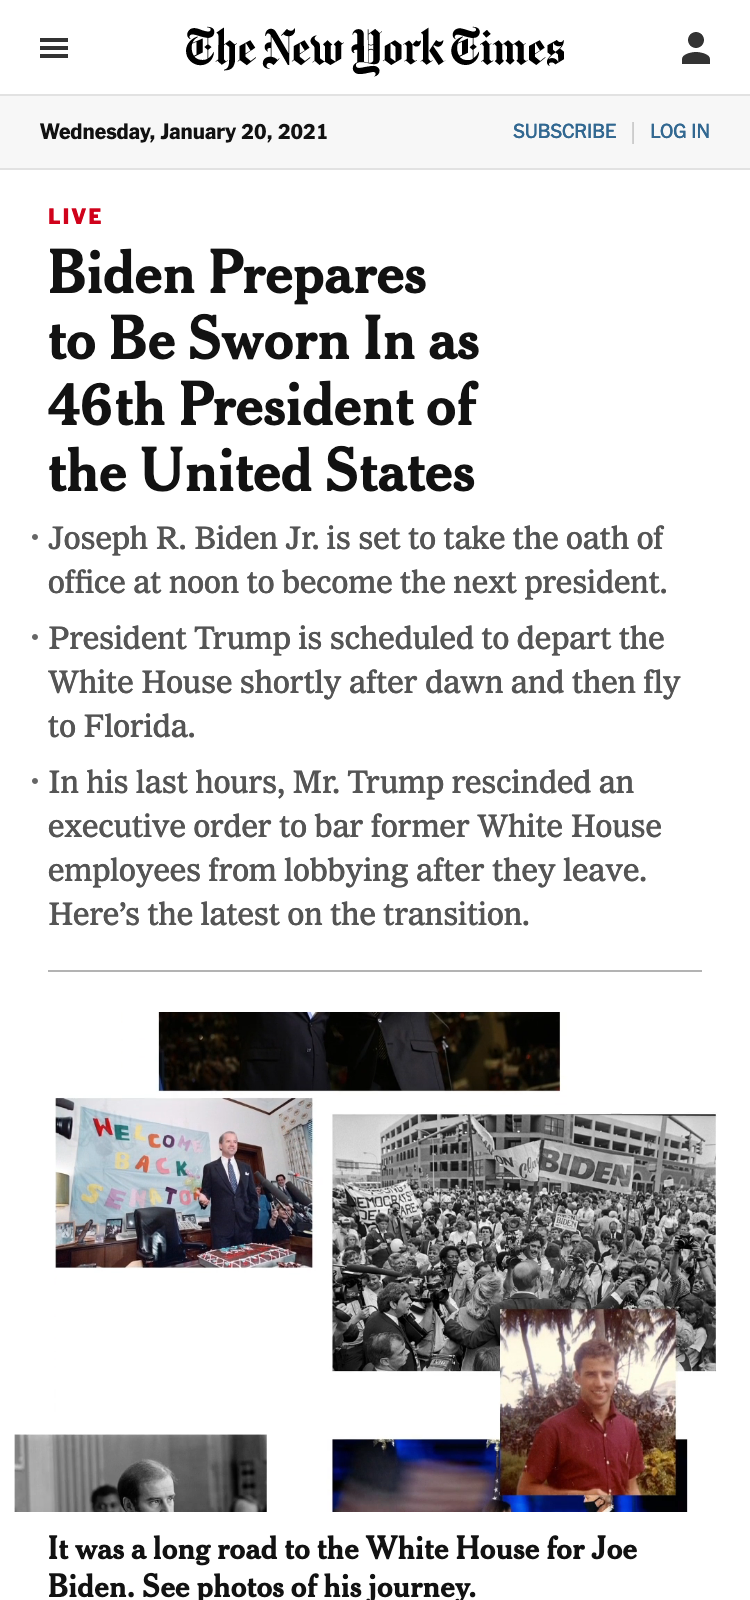 The New York Times
Wednesday, January 20, 2021
SUBSCRIBE | LOG IN
LIVE
Biden Prepares
to Be Sworn In as
46th President of
the United States
• Joseph R. Biden Jr. is set to take the oath of
office at noon to become the next president.
• President Trump is scheduled to depart the
White House shortly after dawn and then fly
to Florida.
• In his last hours, Mr. Trump rescinded an
executive order to bar former White House
employees from lobbying after they leave.
Here’s the latest on the transition.
WELCOME
BACK
SENATOR
BIDEN
BIDEN
It was a long road to the White House for Joe
Biden. See photos of his journey.